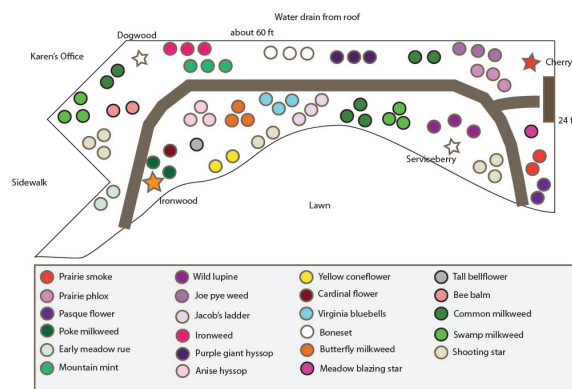 Water drain from roof
Dogwood
about 60 ft
Karen's Office
Cherry
24 ft
Serviceberry
Sidewalk
Ironwood
Lawn
Prairie smoke
Prairie phlox
Pasque flower
Poke milkweed
Early meadow rue
Mountain mint
Wild lupine
Joe pye weed
Jacob's ladder
Ironweed
Purple giant hyssop
Anise hyssop
Yellow coneflower
Cardinal flower
Virginia bluebells
Boneset
Butterfly milkweed
Meadow blazing star
Tall bellflower
Bee balm
Common milkweed
Swamp milkweed
Shooting star